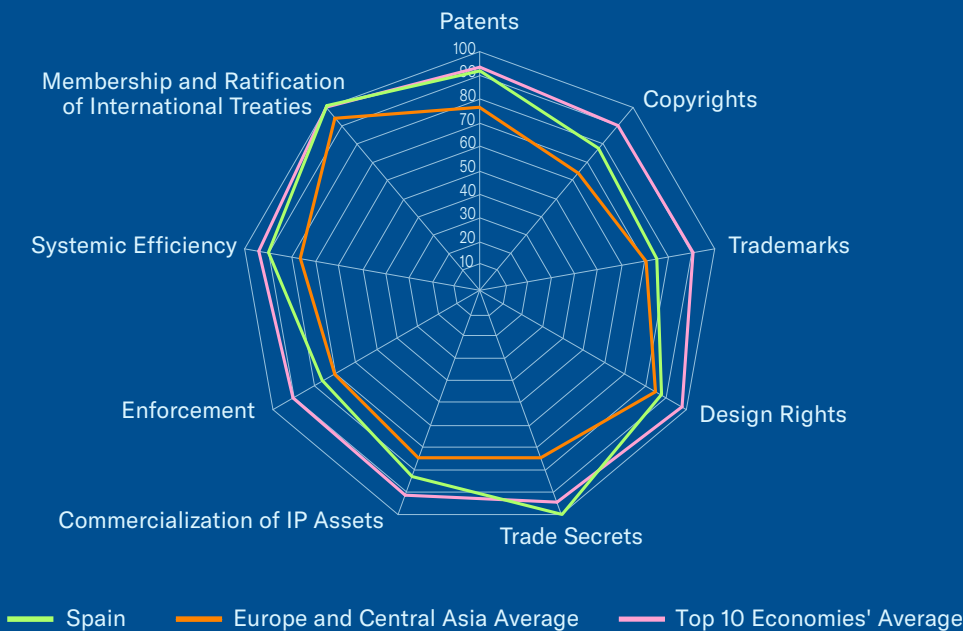 Patents
100
90
80
70
60
50
40
30
20
10
Membership and Ratification
of International Treaties
Copyrights
Systemic Efficiency
Trademarks
Enforcement
Design Rights
Commercialization of IP Assets
Trade Secrets
Spain
Europe and Central Asia Average
Top 10 Economies' Average